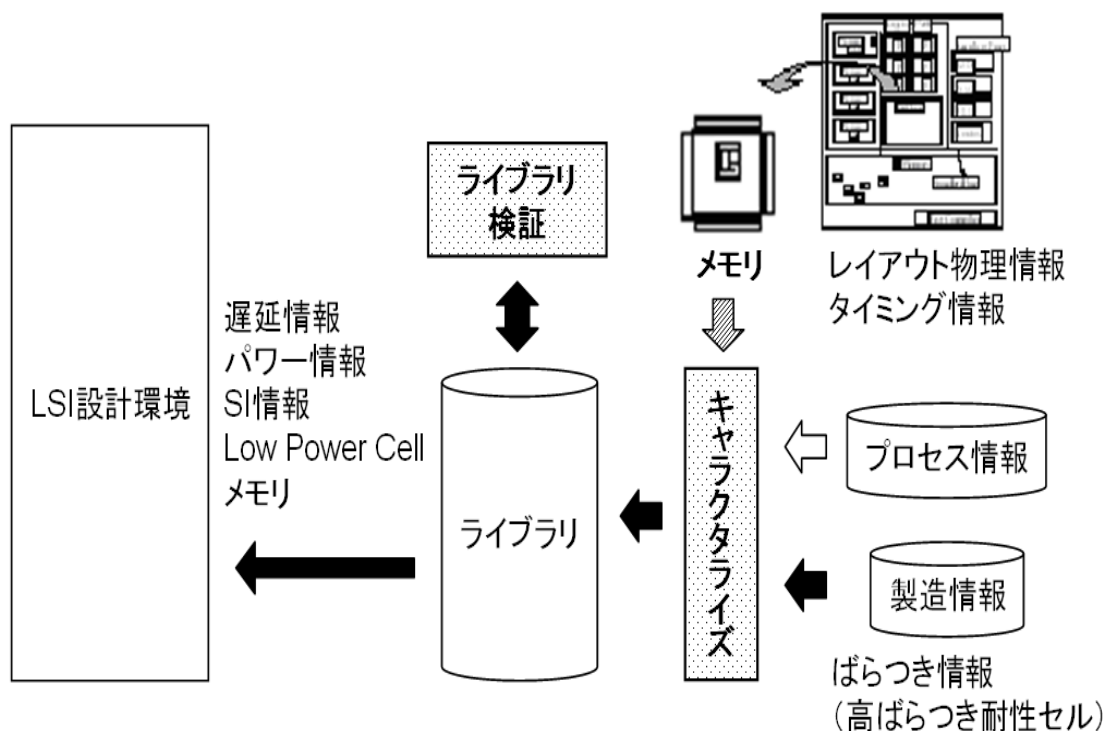 ライブラリ
検証
メモリ
レイアウト物理情報
タイミング情報
遅延情報
パワー情報
SI情報
Low Power Cell
メモリ
LSI設計環境
ライブラリ
キャラクタライズ
プロセス情報
製造情報
ばらつき情報
（高ばらつき耐性セル）